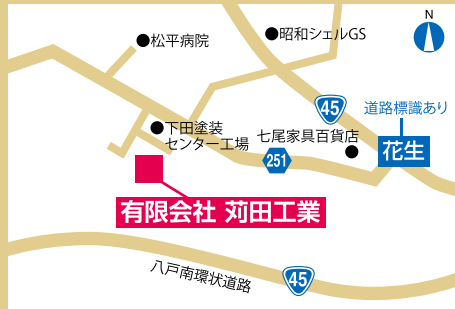 N
松平病院
昭和シェルGS
45
道路標識あり
下田塗装
センター工場
七尾家具百貨店
花生
251
有限会社 苅田工業
八戸南環状道路
45